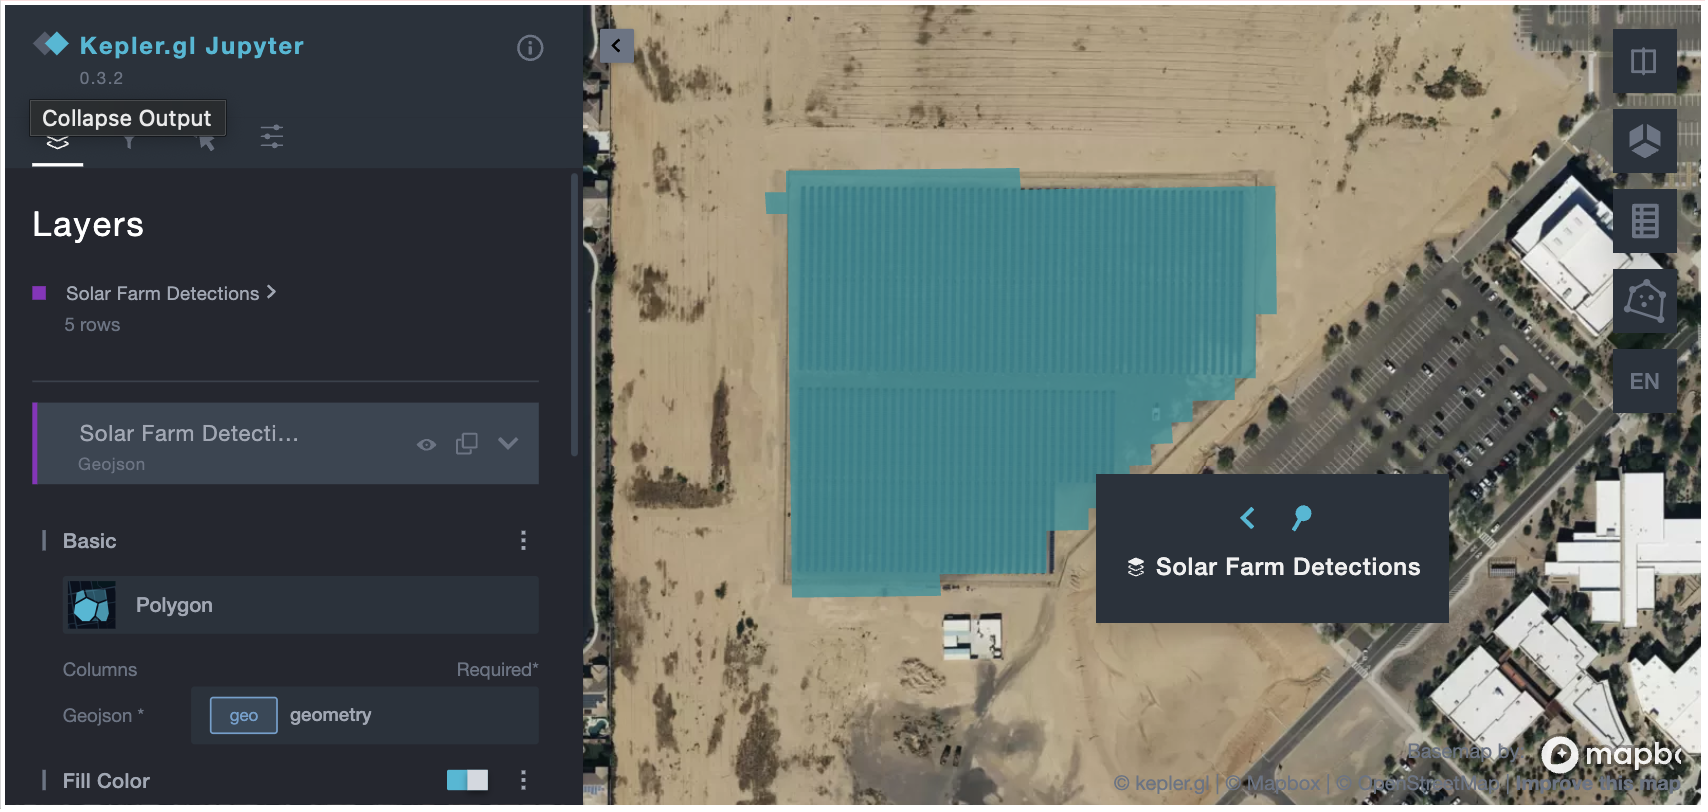 Kepler.gl Jupyter
0.3.2
Collapse Output
Layers
Solar Farm Detections
5 rows
Solar Farm Detecti...
Geojson
Basic
Polygon
Columns
Required*
Geojson *
geo
geometry
Fill Color
EN
Solar Farm Detections
Basemap by
mapbo
© kepler.gl | © Mapbox | © OpenStreetMap | Improve this map